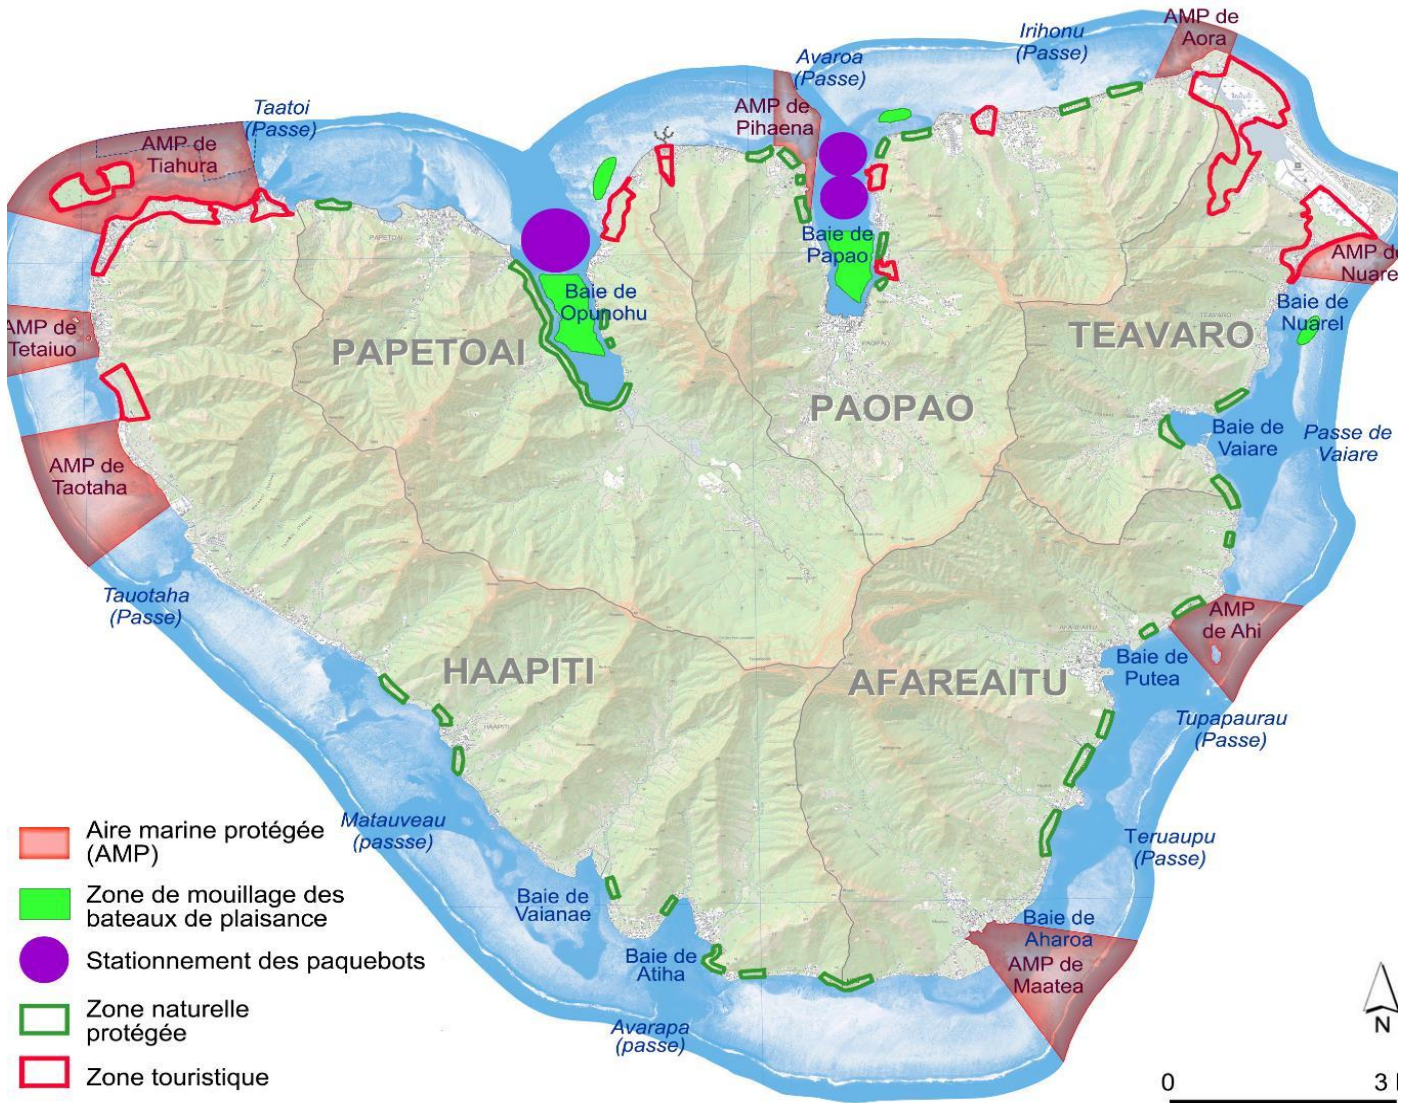 AMP de
Aora
Irihonu
(Passe)
Avaroa
(Passe)
Taatoi
(Passe)
AMP de
Pihaena
AMP de
Tiahura
Baie de
Papao
PAPETOAI
AMP de
Nuarel
Baie de
Nuarel
Baie de
Opunohu
AMP de
Tetaiuo
PAPETOAI
TEAVARO
PAOPAO
Baie de
Vaiare
Passe de
Vaiare
AMP de
Taotaha
Tauotaha
(Passe)
AMP
de Ahi
AFAREAITU
Baie de
Putea
HAAPITI
AFAREAITU
Tupapaurau
(Passe)
HAAPITI
Matauveau
(passse)
Teruaupu
(Passe)
Baie de
Vaianae
Baie de
Atiha
Baie de
Aharoa
AMP de
Maatea
Avarapa
(passe)
Aire marine protégée
(AMP)
Zone de mouillage des
bateaux de plaisance
Stationnement des paquebots
Zone naturelle
protégée
Zone touristique
N
0 3